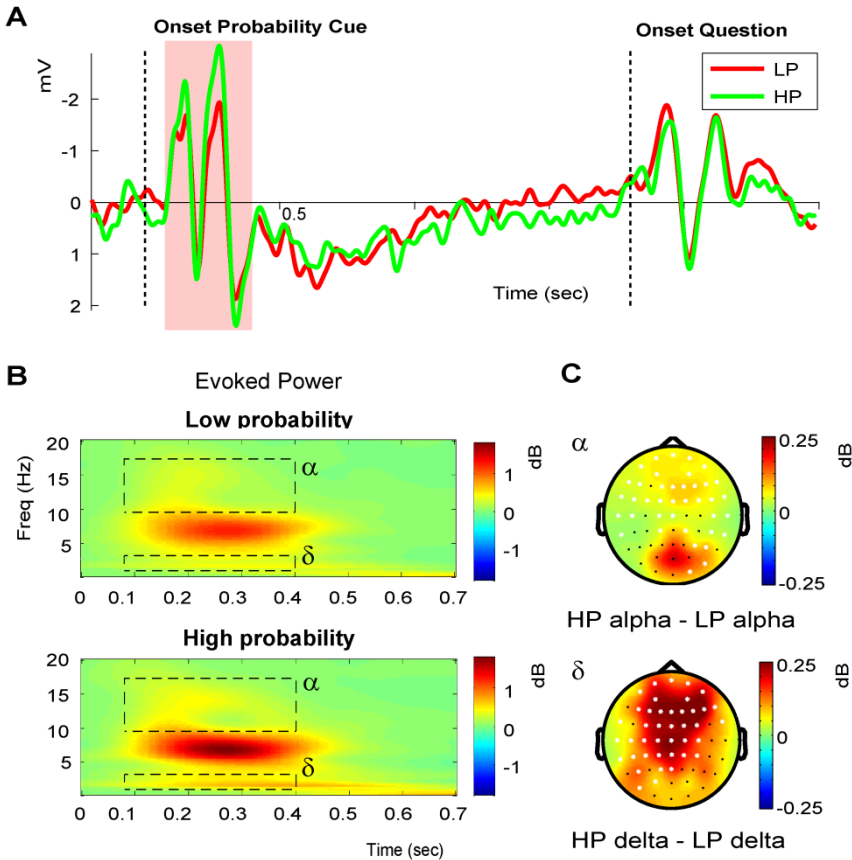 A
Onset Probability Cue
Onset Question
mV
LP
HP
-2
-1
0
0.5
1
2
Time (sec)
B
Evoked Power
Low probability
20
15
10
5
Freq (Hz)
α
δ
1
0
-1
dB
0 0.1 0.2 0.3 0.4 0.5 0.6 0.7
High probability
20
15
10
5
0
α
δ
1
0
-1
dB
0 0.1 0.2 0.3 0.4 0.5 0.6 0.7
Time (sec)
C
α
0.25
0
-0.25
dB
HP alpha - LP alpha
δ
0.25
0
-0.25
dB
HP delta - LP delta